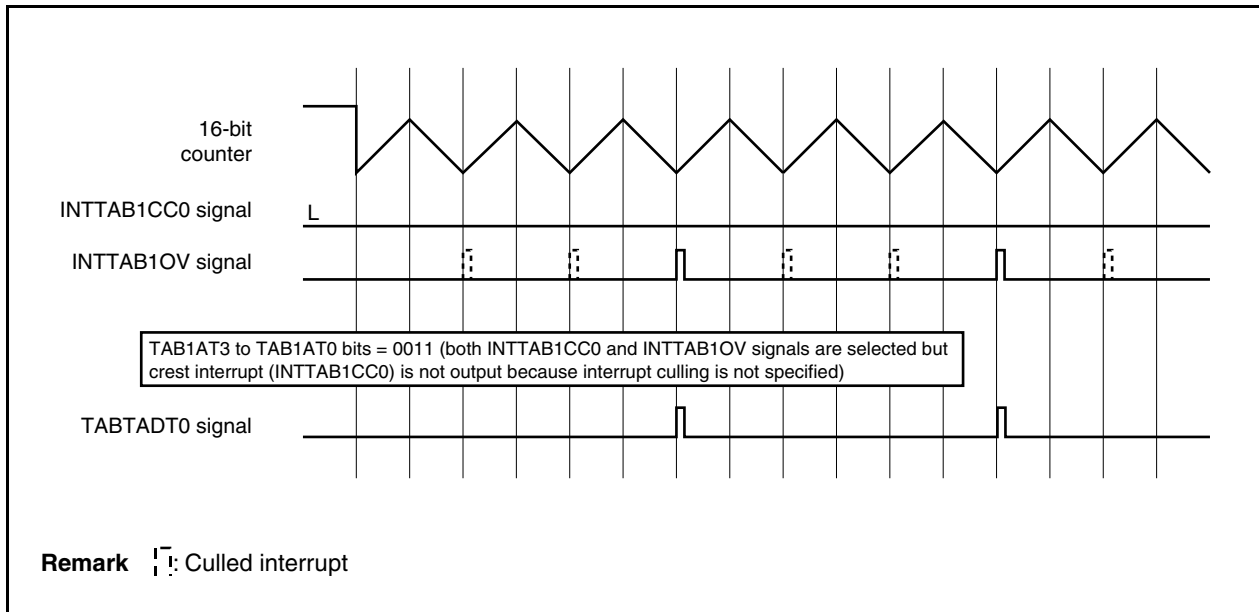 16-bit
counter
INTTAB1CC0 signal
L
INTTAB1OV signal
TAB1AT3 to TAB1AT0 bits = 0011 (both INTTAB1CC0 and INTTAB1OV signals are selected but
crest interrupt (INTTAB1CC0) is not output because interrupt culling is not specified)
TABTADT0 signal
Remark : Culled interrupt